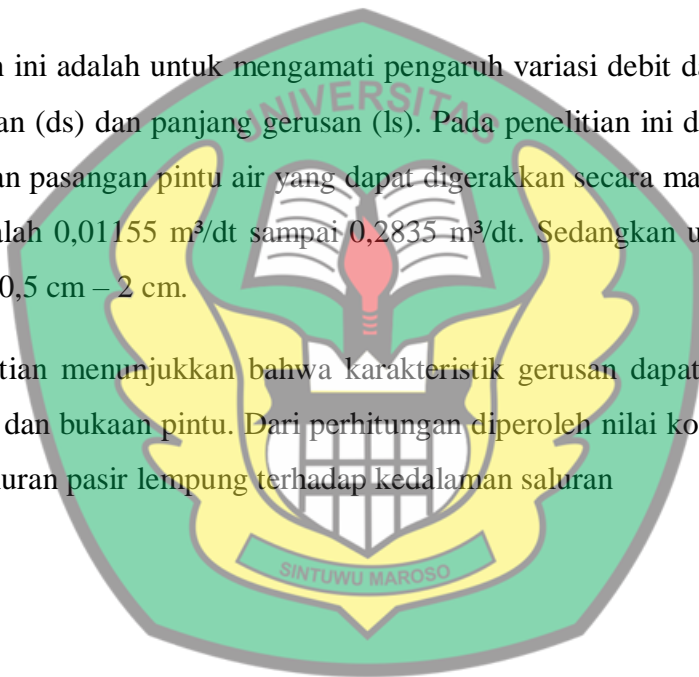 n ini adalah untuk mengamati pengaruh variasi debit da
UNIVERSITAS
an (ds) dan panjang gerusan (ls). Pada penelitian ini d
an pasangan pintu air yang dapat digerakkan secara ma
alah 0,01155 m³/dt sampai 0,2835 m³/dt. Sedangkan u
0,5 cm – 2 cm.
tian menunjukkan bahwa karakteristik gerusan dapat
dan bukaan pintu. Dari perhitungan diperoleh nilai ko
uran pasir lempung terhadap kedalaman saluran
SINTUWU MAROSO